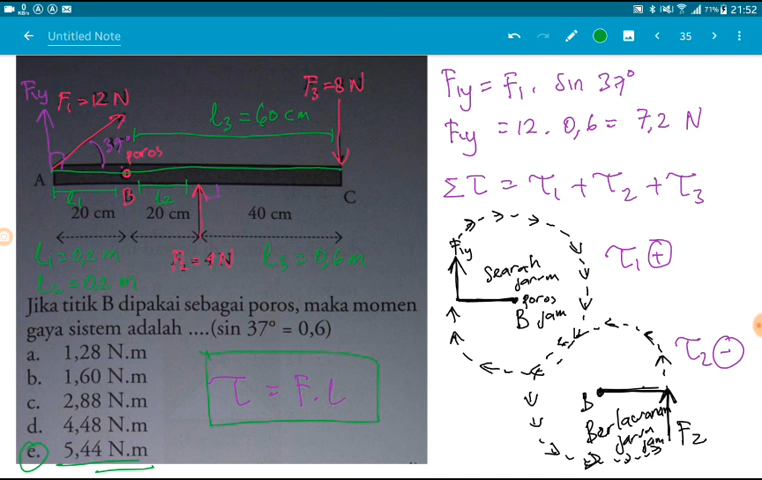 71% 21:52
Untitled Note
35
F1y
F1 = 12 N
F3 = 8 N
l3 = 60 cm
37°
poros
A
B
C
l1
l2
20 cm
20 cm
40 cm
l1 = 0,2 m
F2 = 4 N
l3 = 0,6 m
l2 = 0,2 m
Jika titik B dipakai sebagai poros, maka momen
gaya sistem adalah ....(sin 37° = 0,6)
a. 1,28 N.m
b. 1,60 N.m
c. 2,88 N.m
d. 4,48 N.m
e. 5,44 N.m
τ = F . l
F1y = F1 . sin 37°
F1y = 12 . 0,6 = 7,2 N
Στ = τ1 + τ2 + τ3
F1y
Searah
jarum
jam
poros
B
τ1 +
τ2 -
B
Berlawanan
jarum
jam
F2